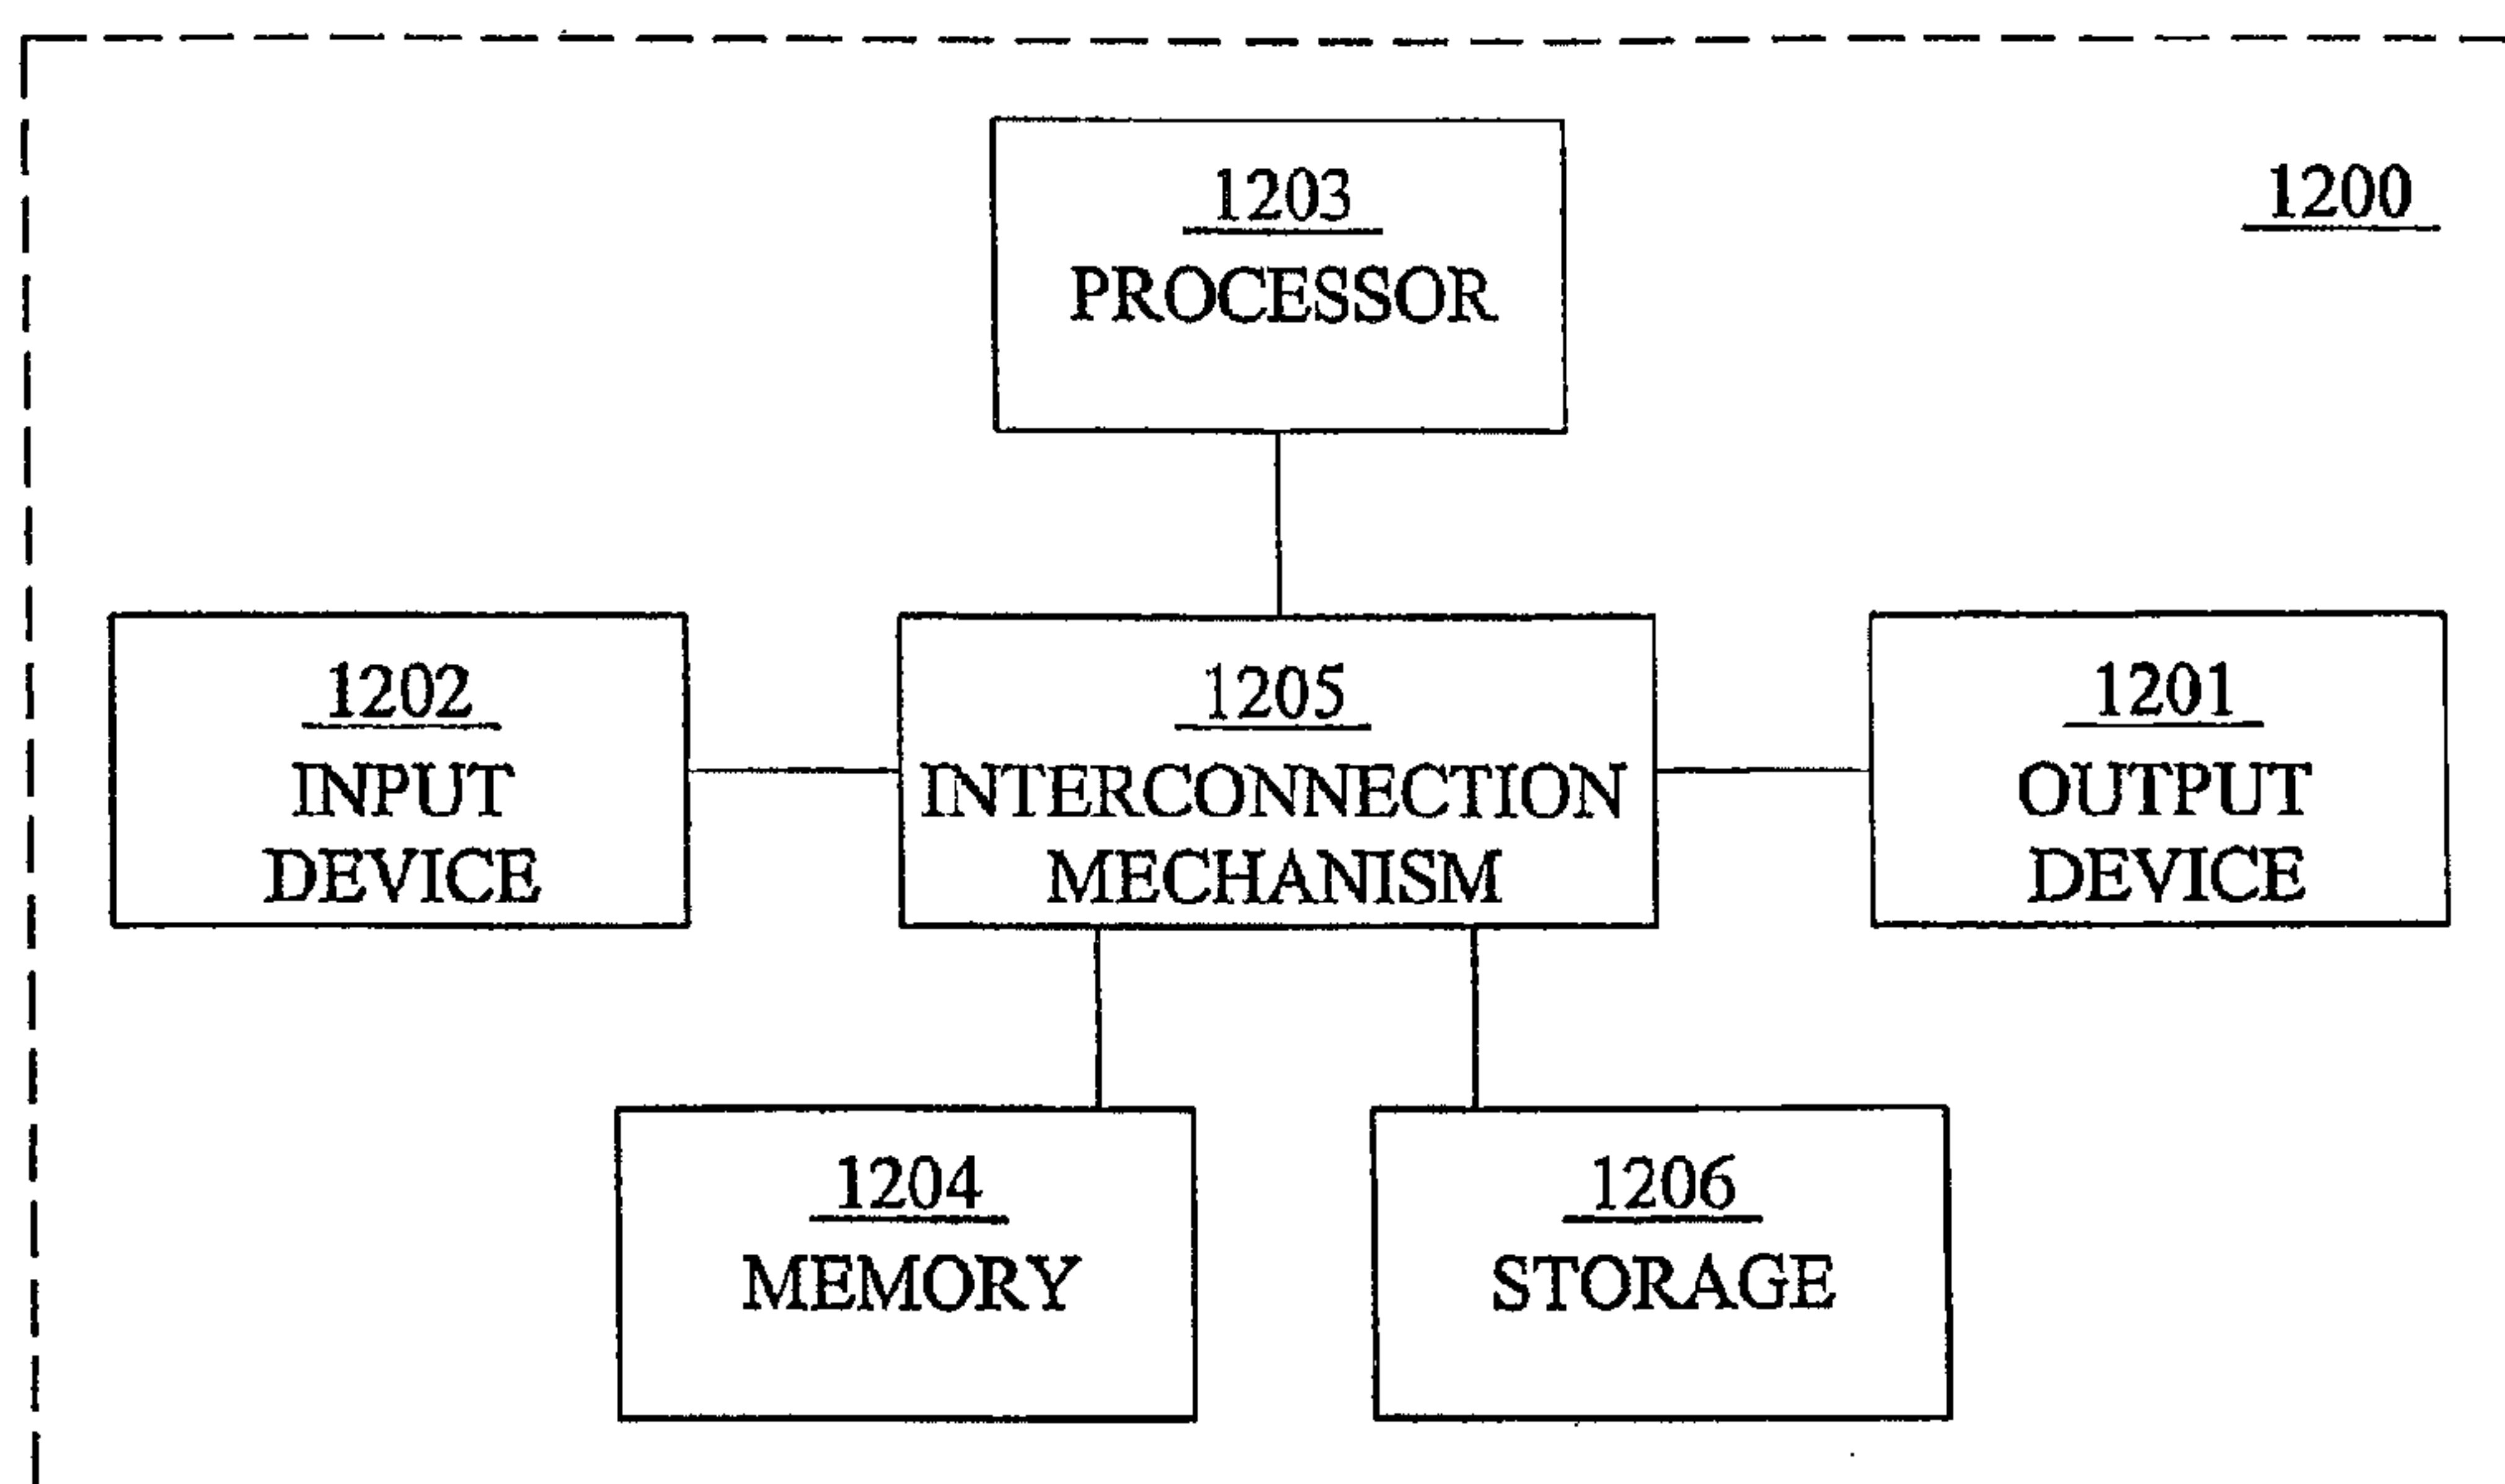 1203
PROCESSOR
1200
1202
INPUT
DEVICE
1205
INTERCONNECTION
MECHANISM
1201
OUTPUT
DEVICE
1204
MEMORY
1206
STORAGE